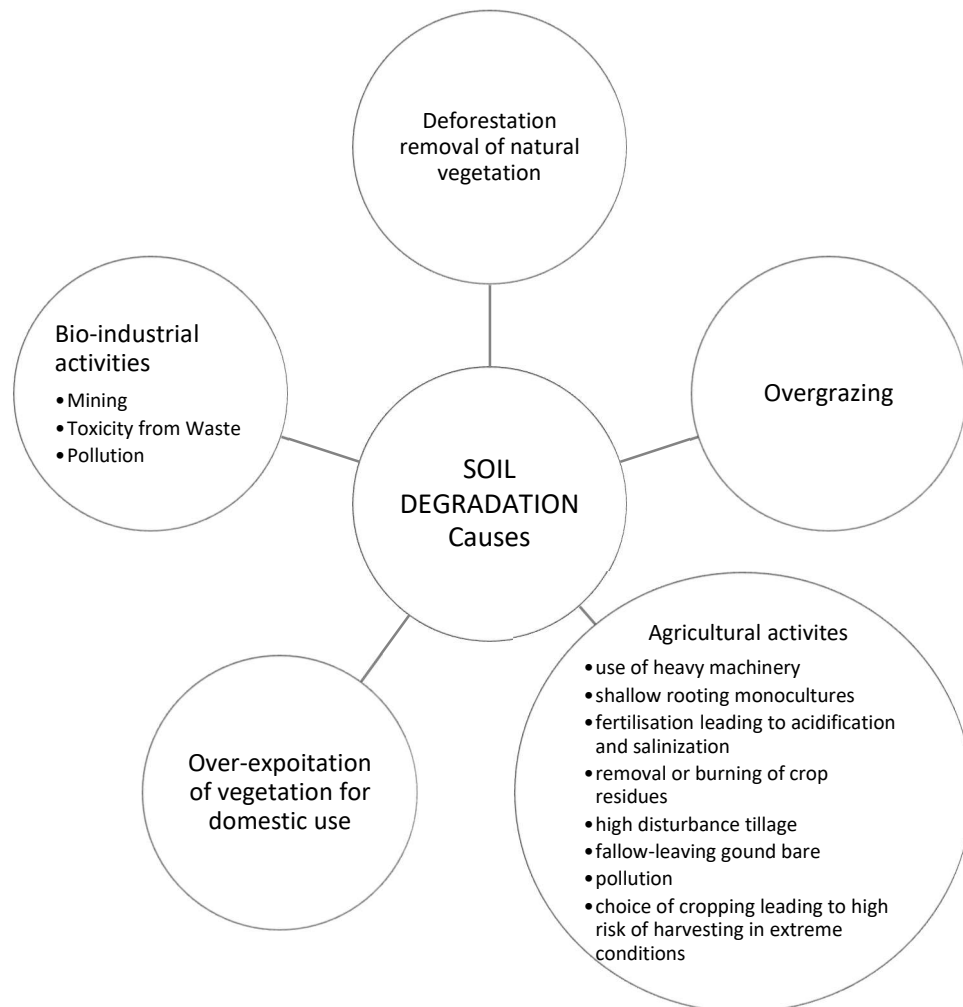 Deforestation
removal of natural
vegetation
Bio-industrial
activities
•Mining
•Toxicity from Waste
•Pollution
Overgrazing
SOIL
DEGRADATION
Causes
Agricultural activites
•use of heavy machinery
•shallow rooting monocultures
•fertilisation leading to acidification
and salinization
•removal or burning of crop
residues
•high disturbance tillage
•fallow-leaving gound bare
•pollution
•choice of cropping leading to high
risk of harvesting in extreme
conditions
Over-expoitation
of vegetation for
domestic use